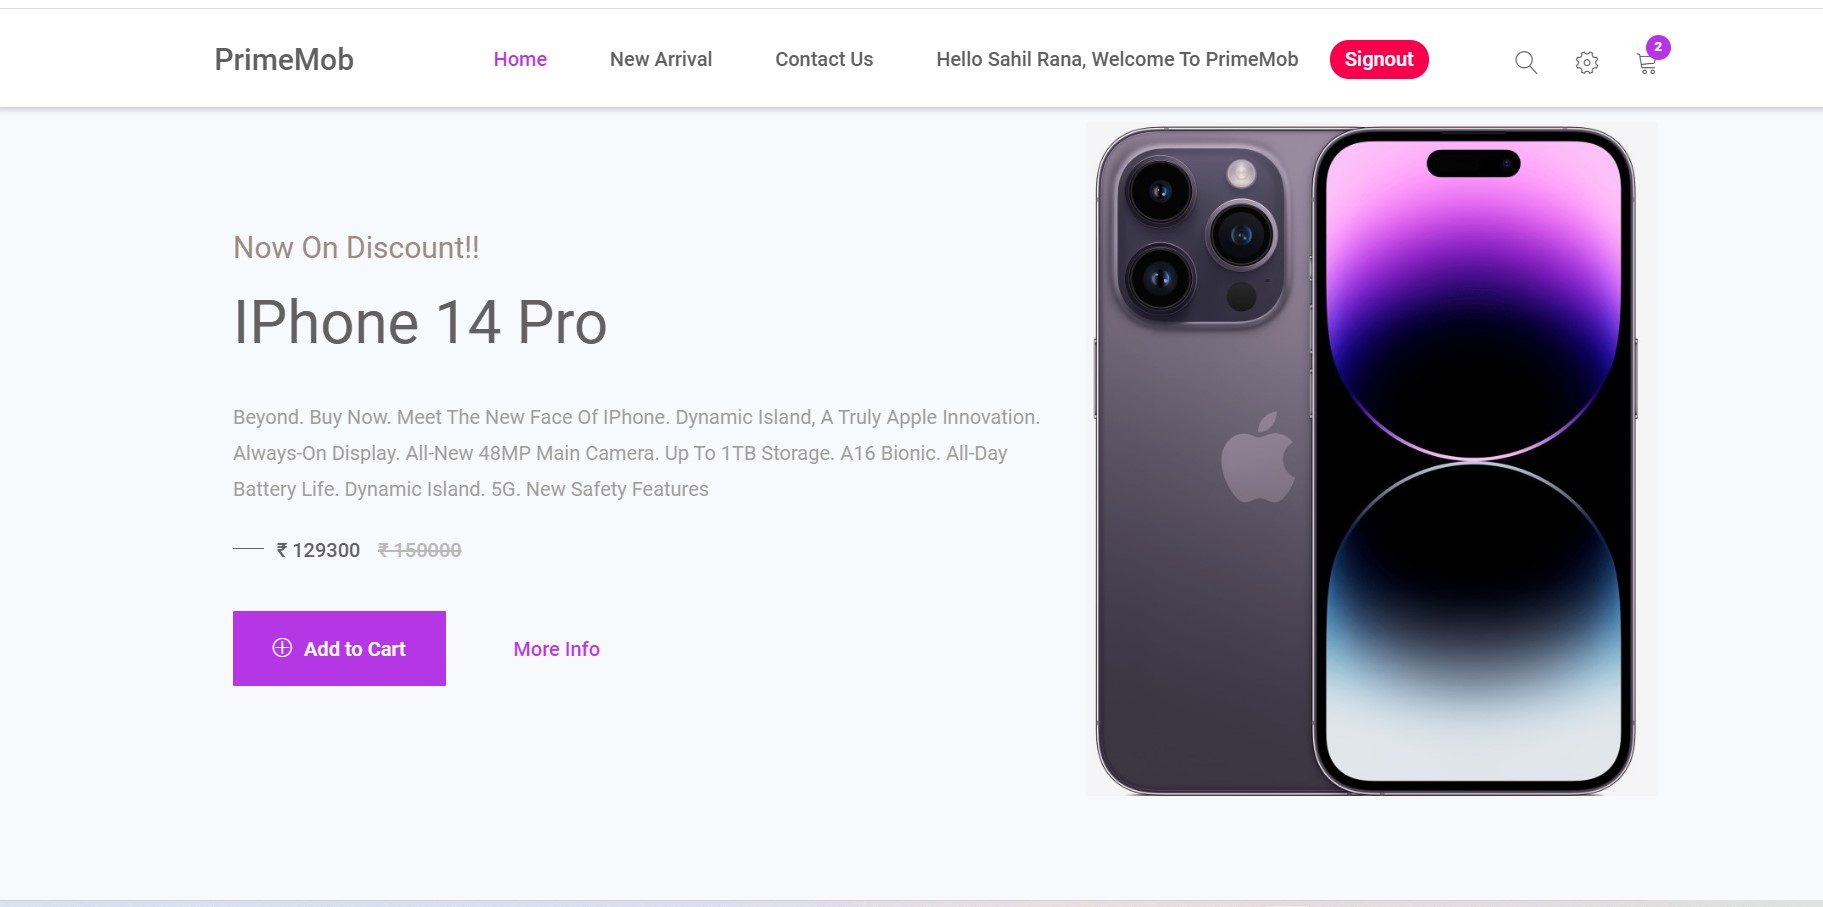 PrimeMob
Home
New Arrival
Contact Us
Hello Sahil Rana, Welcome To PrimeMob
Signout
2
Now On Discount!!
IPhone 14 Pro
Beyond. Buy Now. Meet The New Face Of IPhone. Dynamic Island, A Truly Apple Innovation.
Always-On Display. All-New 48MP Main Camera. Up To 1TB Storage. A16 Bionic. All-Day
Battery Life. Dynamic Island. 5G. New Safety Features
₹ 129300 ₹ 150000
Add to Cart
More Info